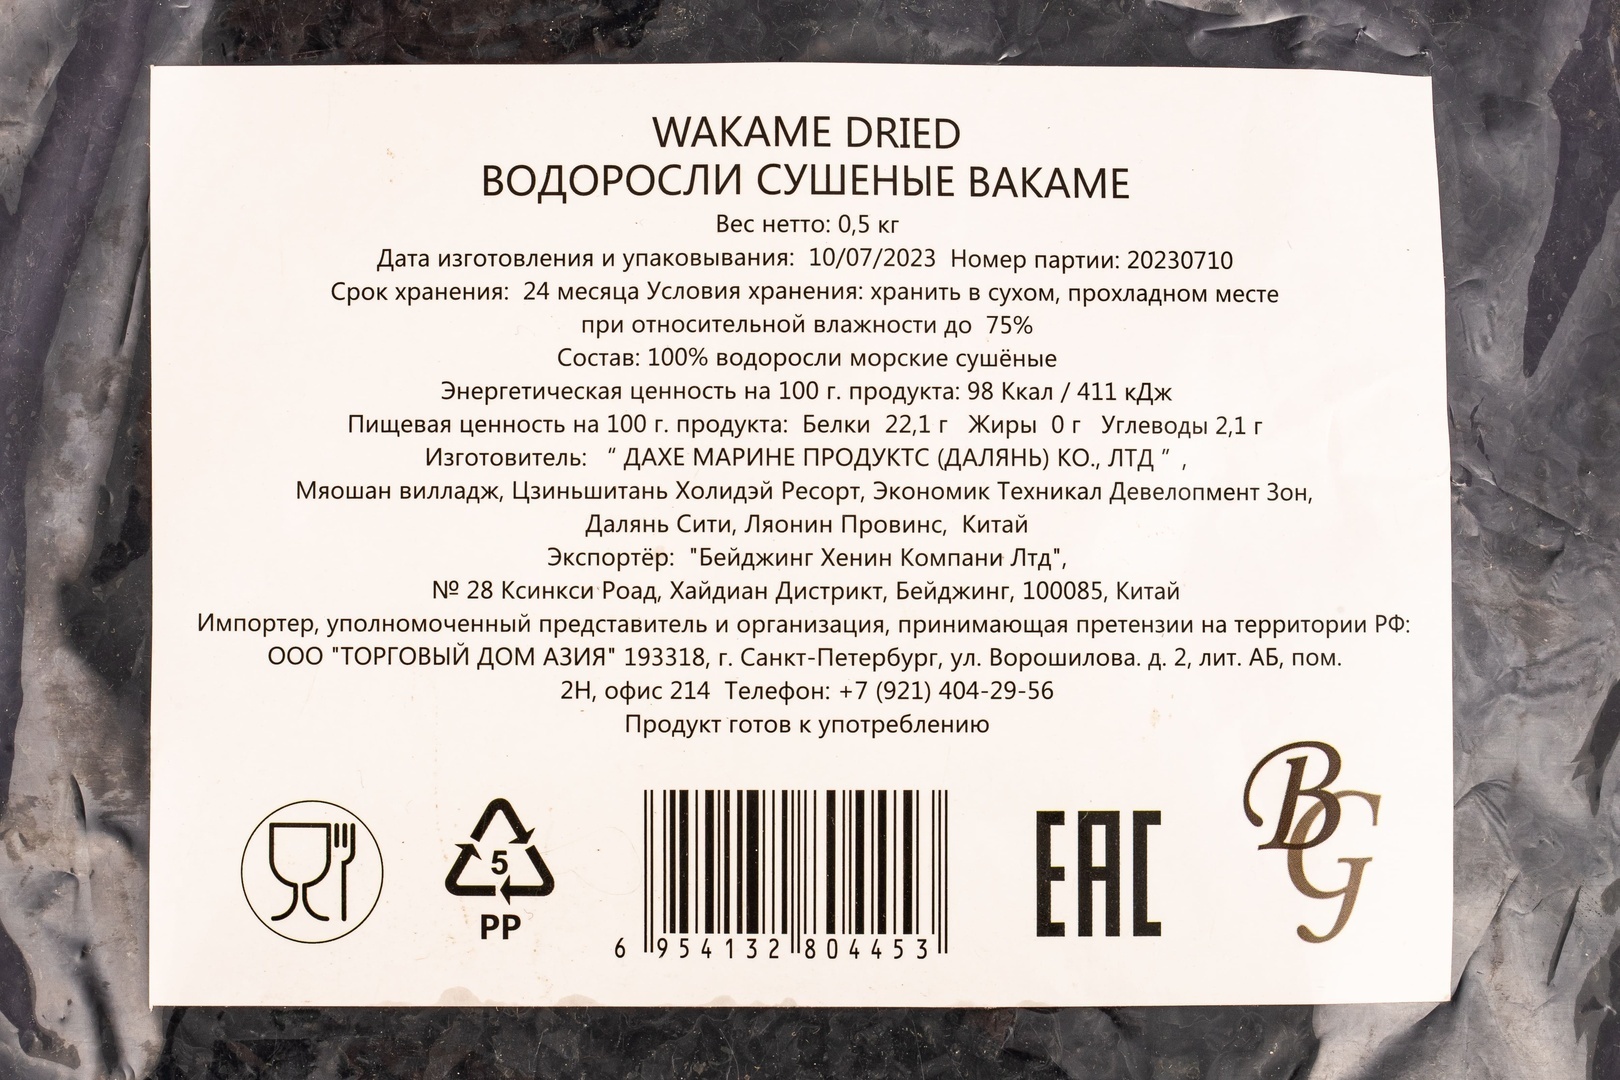 WAKAME DRIED
ВОДОРОСЛИ СУШЕНЫЕ ВАКАМЕ
Вес нетто: 0,5 кг
Дата изготовления и упаковывания: 10/07/2023 Номер партии: 20230710
Срок хранения: 24 месяца Условия хранения: хранить в сухом, прохладном месте
при относительной влажности до 75%
Состав: 100% водоросли морские сушёные
Энергетическая ценность на 100 г. продукта: 98 Ккал / 411 кДж
Пищевая ценность на 100 г. продукта: Белки 22,1 г Жиры 0 г Углеводы 2,1 г
Изготовитель: “ ДАХЕ МАРИНЕ ПРОДУКТС (ДАЛЯНЬ) КО., ЛТД ” ,
Мяошан вилладж, Цзиньшитань Холидэй Ресорт, Экономик Техникал Девелопмент Зон,
Далянь Сити, Ляонин Провинс, Китай
Экспортёр: "Бейджинг Хенин Компани Лтд",
№ 28 Ксинкси Роад, Хайдиан Дистрикт, Бейджинг, 100085, Китай
Импортер, уполномоченный представитель и организация, принимающая претензии на территории РФ:
ООО "ТОРГОВЫЙ ДОМ АЗИЯ" 193318, г. Санкт-Петербург, ул. Ворошилова. д. 2, лит. АБ, пом.
2Н, офис 214 Телефон: +7 (921) 404-29-56
Продукт готов к употреблению
5
PP
6 954132 804453
EAC
BG